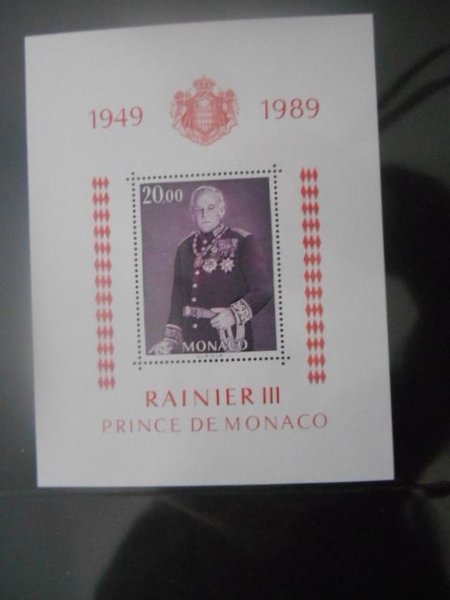 1949 1989
20,00
MONACO
RAINIER III
PRINCE DE MONACO